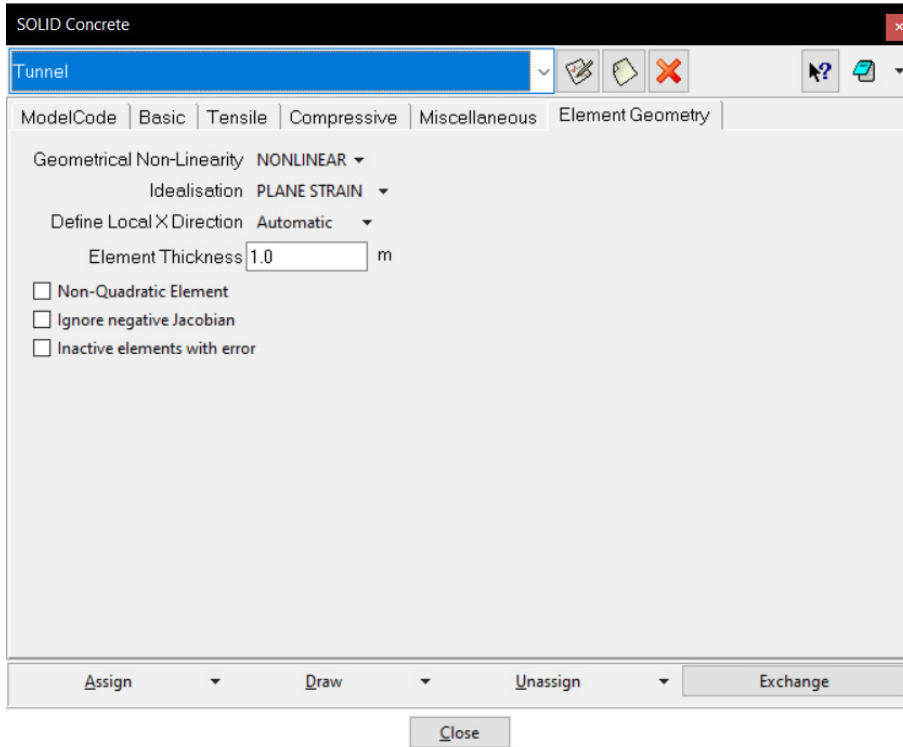 SOLID Concrete
Tunnel
ModelCode Basic Tensile Compressive Miscellaneous Element Geometry
Geometrical Non-Linearity NONLINEAR
Idealisation PLANE STRAIN
Define Local X Direction Automatic
Element Thickness 1.0 m
Non-Quadratic Element
Ignore negative Jacobian
Inactive elements with error
Assign Draw Unassign Exchange
Close